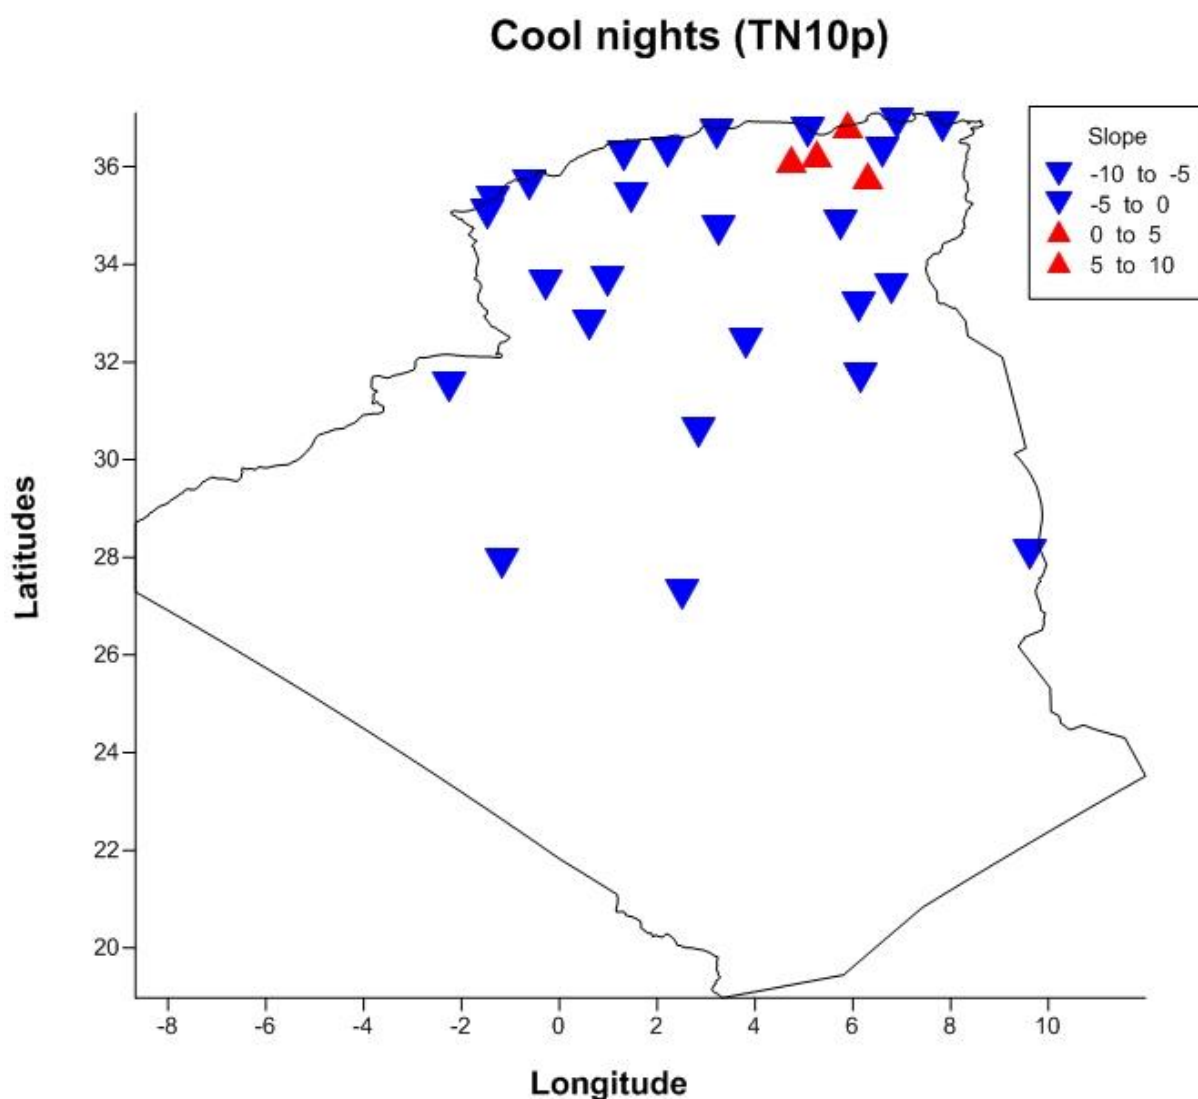 Cool nights (TN10p)
Slope
-10 to -5
-5 to 0
0 to 5
5 to 10
Latitudes
36
34
32
30
28
26
24
22
20
-8 -6 -4 -2 0 2 4 6 8 10
Longitude